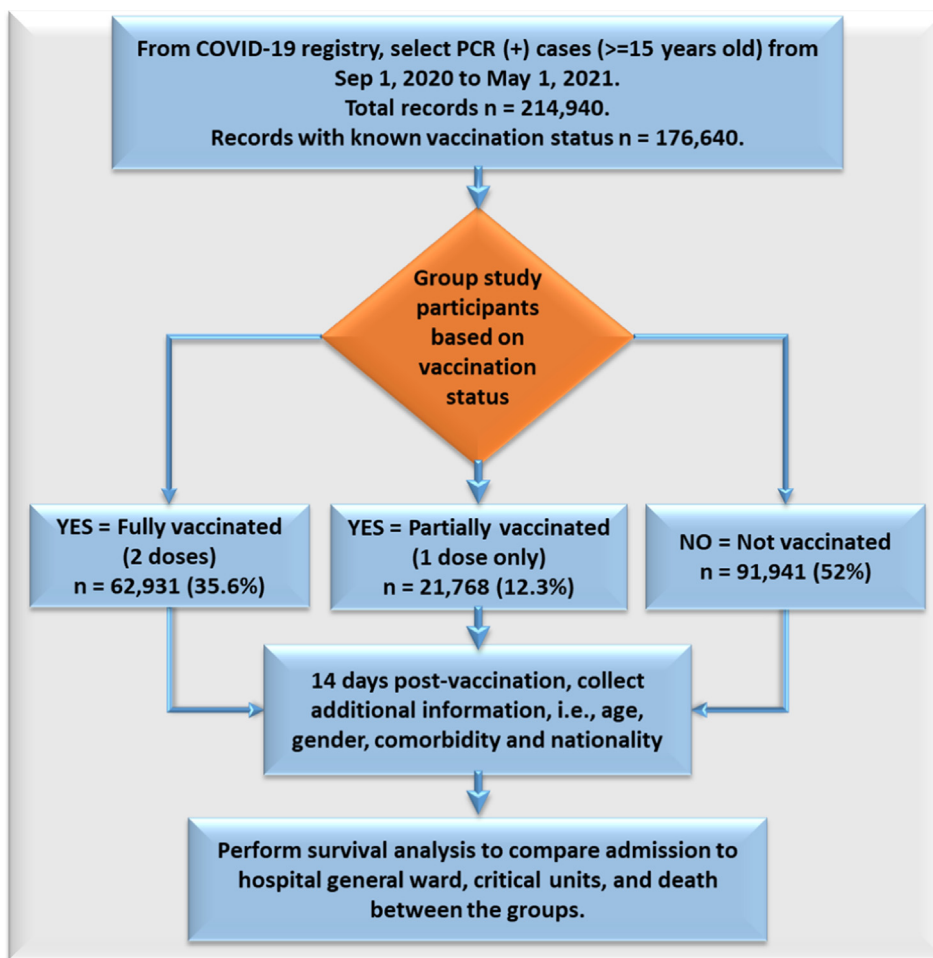 From COVID-19 registry, select PCR (+) cases (>=15 years old) from
Sep 1, 2020 to May 1, 2021.
Total records n = 214,940.
Records with known vaccination status n = 176,640.
Group study
participants
based on
vaccination
status
YES = Fully vaccinated
(2 doses)
n = 62,931 (35.6%)
YES = Partially vaccinated
(1 dose only)
n = 21,768 (12.3%)
NO = Not vaccinated
n = 91,941 (52%)
14 days post-vaccination, collect
additional information, i.e., age,
gender, comorbidity and nationality
Perform survival analysis to compare admission to
hospital general ward, critical units, and death
between the groups.